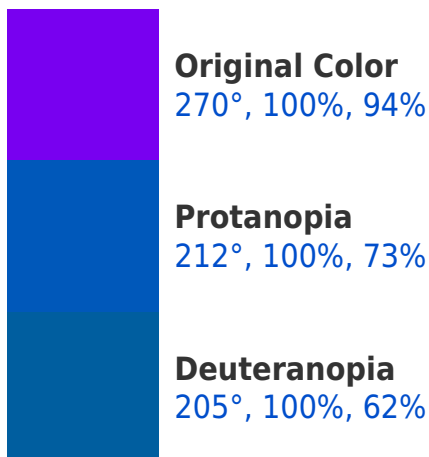 Original Color
270°, 100%, 94%
Protanopia
212°, 100%, 73%
Deuteranopia
205°, 100%, 62%